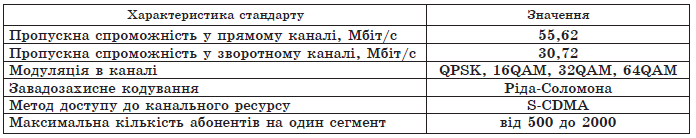 Характеристика стандарту Значення
Пропускна спроможність у прямому каналі, Мбіт/с 55,62
Пропускна спроможність у зворотному каналі, Мбіт/с 30,72
Модуляція в каналі QPSK, 16QAM, 32QAM, 64QAM
Завадозахисне кодування Ріда-Соломона
Метод доступу до канального ресурсу S-CDMA
Максимальна кількість абонентів на один сегмент від 500 до 2000